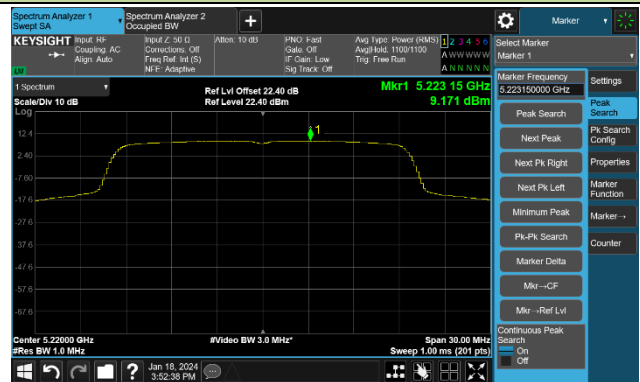 Spectrum Analyzer 1
Swept SA
Spectrum Analyzer 2
Occupied BW
+
Marker
KEYSIGHT
Input: RF
Coupling: AC
Align: Auto
Input Z: 50 Ω
Corrections: Off
Freq Ref: Int (S)
NFE: Adaptive
Atten: 10 dB
PNO: Fast
Gate: Off
IF Gain: Low
Sig Track: Off
Avg Type: Power (RMS)
Avg|Hold: 1100/1100
Trig: Free Run
1 2 3 4 5 6
A W W W W W
A N N N N N
Select Marker
Marker 1
1 Spectrum
Scale/Div 10 dB
Log
Ref Lvl Offset 22.40 dB
Ref Level 22.40 dBm
Mkr1 5.223 15 GHz
9.171 dBm
12.4
2.40
-7.60
-17.6
-27.6
-37.6
-47.6
-57.6
-67.6
1
Center 5.22000 GHz
#Res BW 1.0 MHz
#Video BW 3.0 MHz*
Span 30.00 MHz
Sweep 1.00 ms (201 pts)
Marker Frequency
5.223150000 GHz
Peak Search
Next Peak
Next Pk Right
Next Pk Left
Minimum Peak
Pk-Pk Search
Marker Delta
Mkr→CF
Mkr→Ref Lvl
Continuous Peak
Search
On
Off
Settings
Peak
Search
Pk Search
Config
Properties
Marker
Function
Marker→
Counter
?
Jan 18, 2024
3:52:38 PM